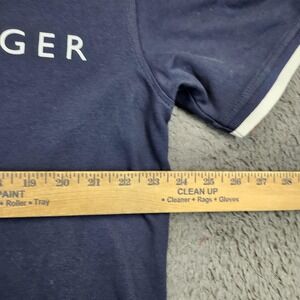 GER
19 20 21 22 23 24 25 26 27 28
PAINT
CLEAN UP
• Roller • Tray
• Cleaner • Rags • Gloves